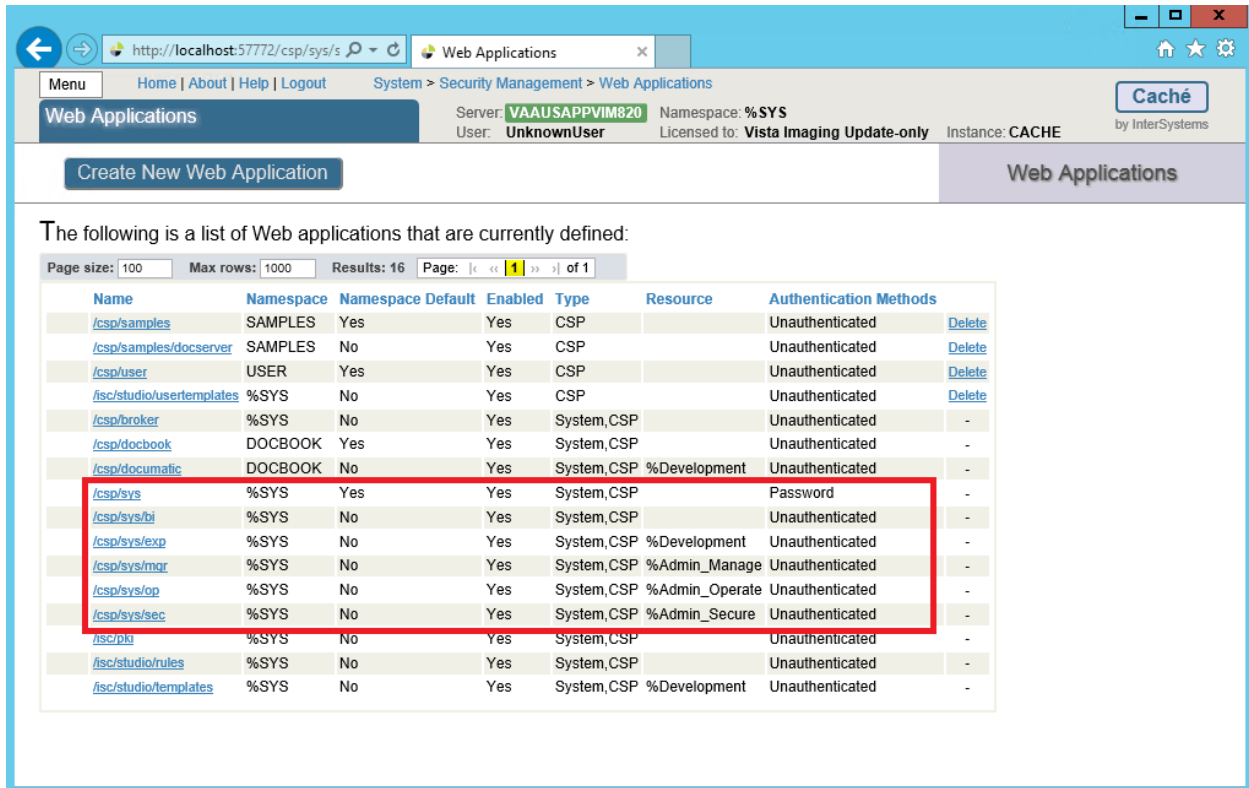 http://localhost:57772/csp/sys/s
Web Applications
Menu Home | About | Help | Logout System > Security Management > Web Applications
Web Applications
Server: VAAUSAPPVIM820 Namespace: %SYS
User: UnknownUser Licensed to: Vista Imaging Update-only Instance: CACHE
Caché
by InterSystems
Create New Web Application
Web Applications
The following is a list of Web applications that are currently defined:
Page size: 100 Max rows: 1000 Results: 16 Page: |‹ ‹‹ 1 ›› ›| of 1
Name Namespace Namespace Default Enabled Type Resource Authentication Methods
/csp/samples SAMPLES Yes Yes CSP Unauthenticated Delete
/csp/samples/docserver SAMPLES No Yes CSP Unauthenticated Delete
/csp/user USER Yes Yes CSP Unauthenticated Delete
/isc/studio/usertemplates %SYS No Yes CSP Unauthenticated Delete
/csp/broker %SYS No Yes System,CSP Unauthenticated -
/csp/docbook DOCBOOK Yes Yes System,CSP Unauthenticated -
/csp/documatic DOCBOOK No Yes System,CSP %Development Unauthenticated -
/csp/sys %SYS Yes Yes System,CSP Password -
/csp/sys/bi %SYS No Yes System,CSP Unauthenticated -
/csp/sys/exp %SYS No Yes System,CSP %Development Unauthenticated -
/csp/sys/mgr %SYS No Yes System,CSP %Admin_Manage Unauthenticated -
/csp/sys/op %SYS No Yes System,CSP %Admin_Operate Unauthenticated -
/csp/sys/sec %SYS No Yes System,CSP %Admin_Secure Unauthenticated -
/isc/pki %SYS No Yes System,CSP Unauthenticated -
/isc/studio/rules %SYS No Yes System,CSP Unauthenticated -
/isc/studio/templates %SYS No Yes System,CSP %Development Unauthenticated -